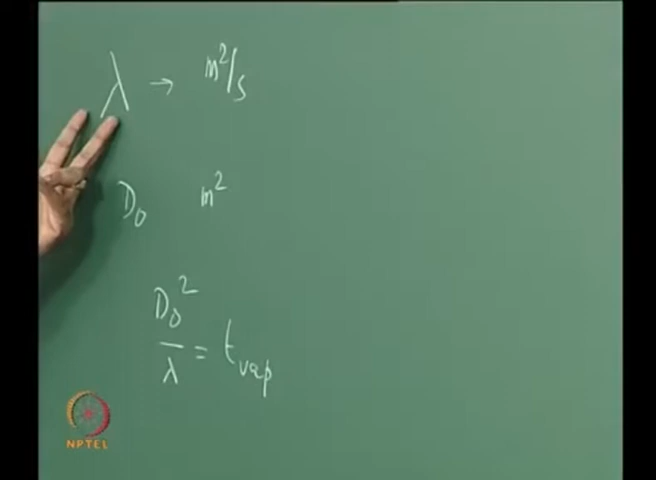 λ → m²/s
D₀ m²
D₀²/λ = t_vap
NPTEL